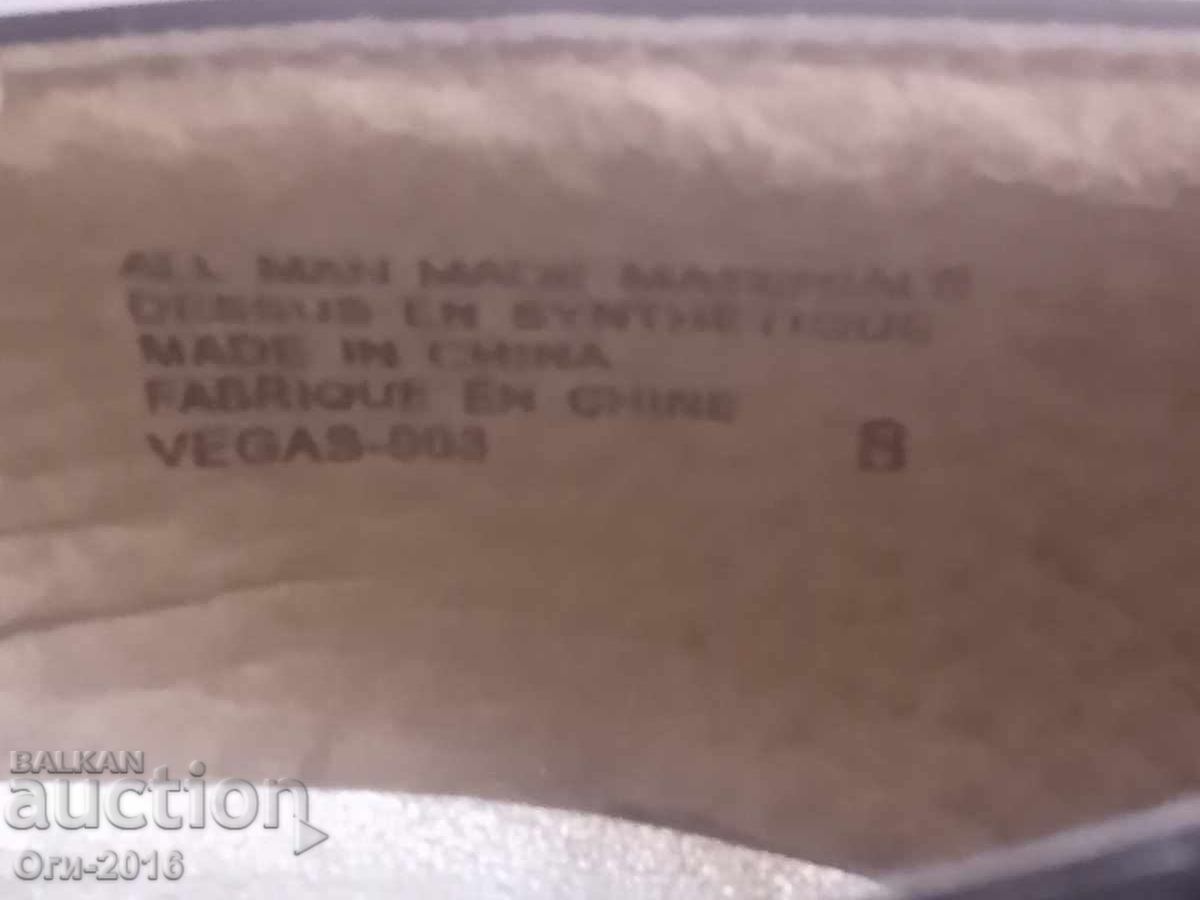 ALL MAN MADE MATERIALS
DESSUS EN SYNTHETIQUE
MADE IN CHINA
FABRIQUE EN CHINE
VEGAS-003 8
BALKAN
auction
Оги-2016